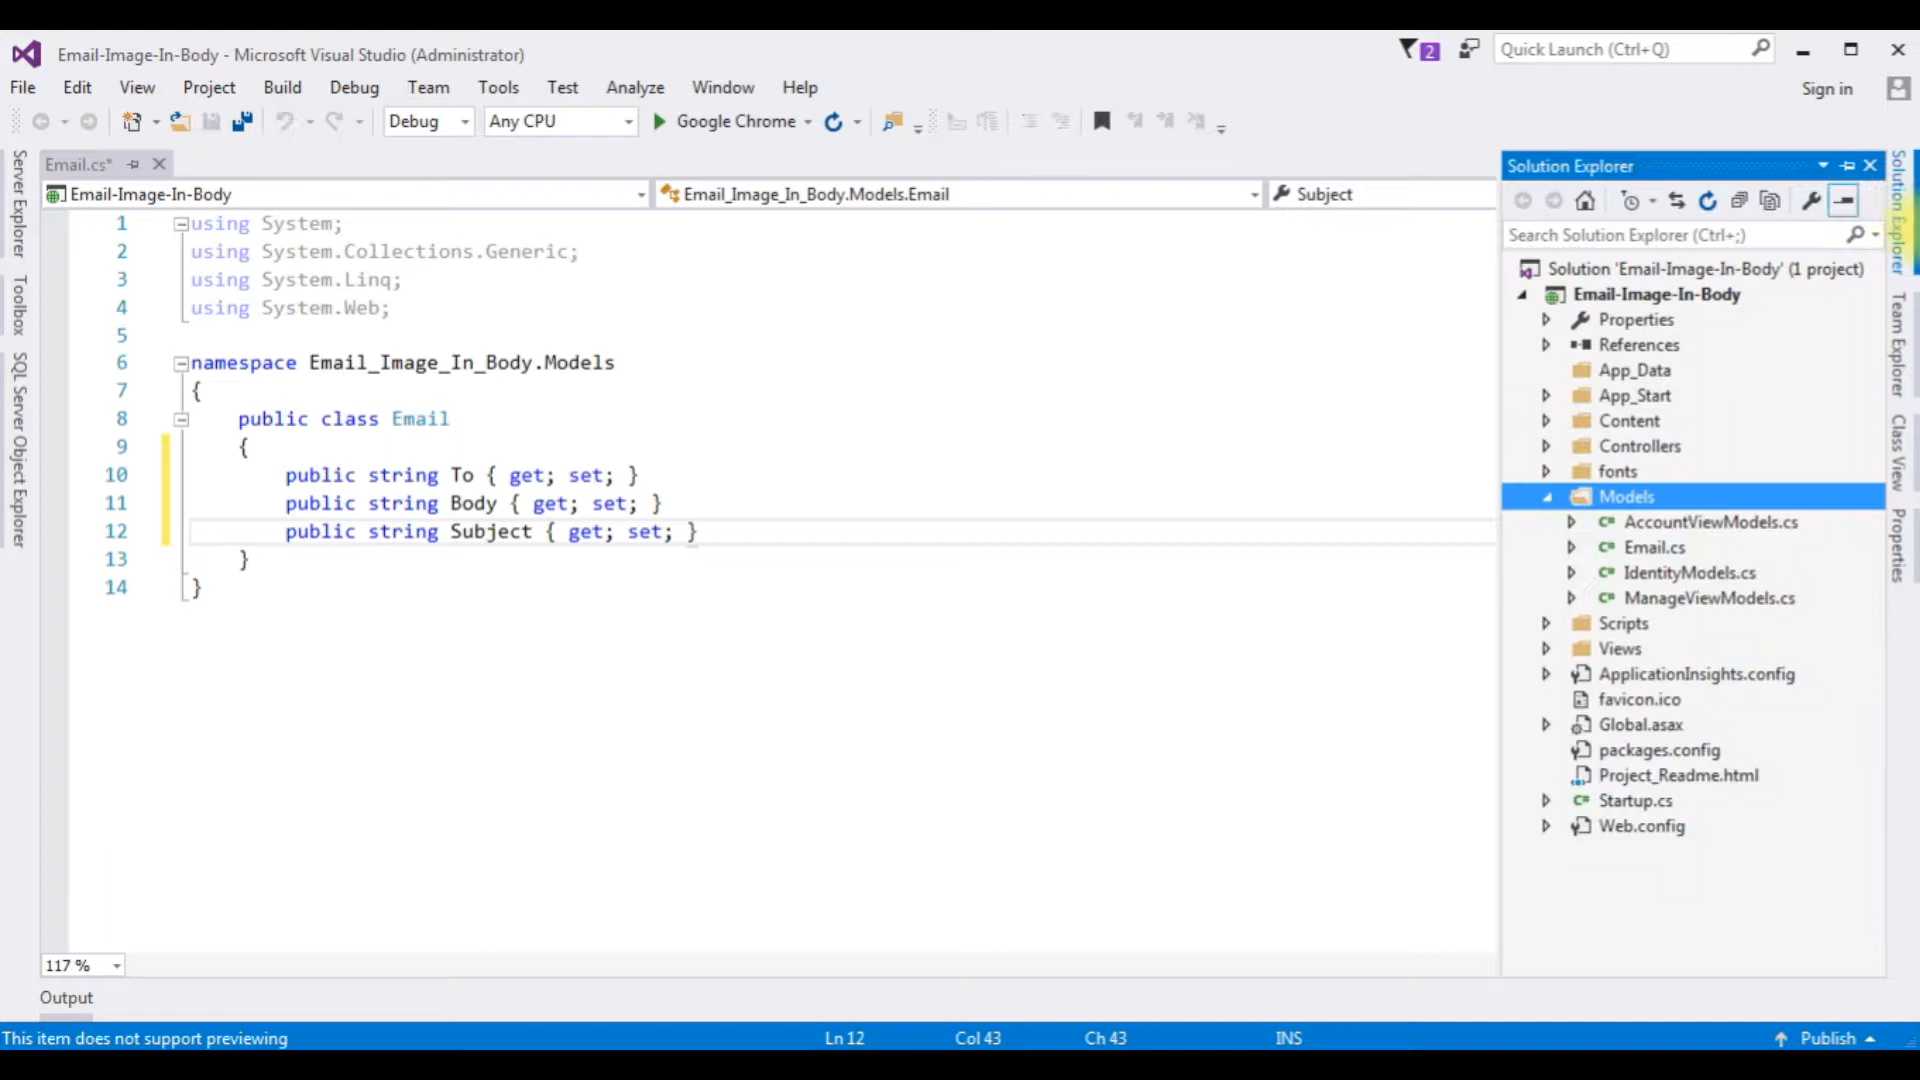 Email-Image-In-Body - Microsoft Visual Studio (Administrator)
2
Quick Launch (Ctrl+Q)
File Edit View Project Build Debug Team Tools Test Analyze Window Help
Sign in
Debug Any CPU Google Chrome
Server Explorer
Toolbox
SQL Server Object Explorer
Email.cs*
Email-Image-In-Body
Email_Image_In_Body.Models.Email
Subject
1 using System;
2 using System.Collections.Generic;
3 using System.Linq;
4 using System.Web;
5
6 namespace Email_Image_In_Body.Models
7 {
8 public class Email
9 {
10 public string To { get; set; }
11 public string Body { get; set; }
12 public string Subject { get; set; }
13 }
14 }
117 %
Output
Solution Explorer
Search Solution Explorer (Ctrl+;)
Solution 'Email-Image-In-Body' (1 project)
Email-Image-In-Body
Properties
References
App_Data
App_Start
Content
Controllers
fonts
Models
C# AccountViewModels.cs
C# Email.cs
C# IdentityModels.cs
C# ManageViewModels.cs
Scripts
Views
ApplicationInsights.config
favicon.ico
Global.asax
packages.config
Project_Readme.html
C# Startup.cs
Web.config
Solution Explorer
Team Explorer
Class View
Properties
This item does not support previewing
Ln 12 Col 43 Ch 43 INS
Publish